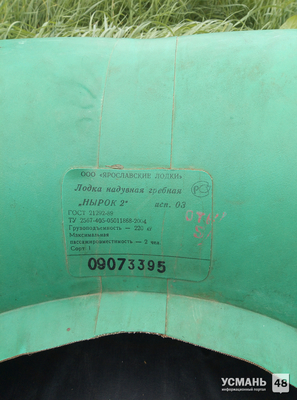 ООО «ЯРОСЛАВСКИЕ ЛОДКИ»
Лодка надувная гребная
„НЫРОК 2" исп. 03
РСТ
ГОСТ 21292-89
Грузоподъемность — 220 кг
Максимальная
пассажировместимость — 2 чел
Сорт 1
09073395
УСМАНЬ 48
информационный портал